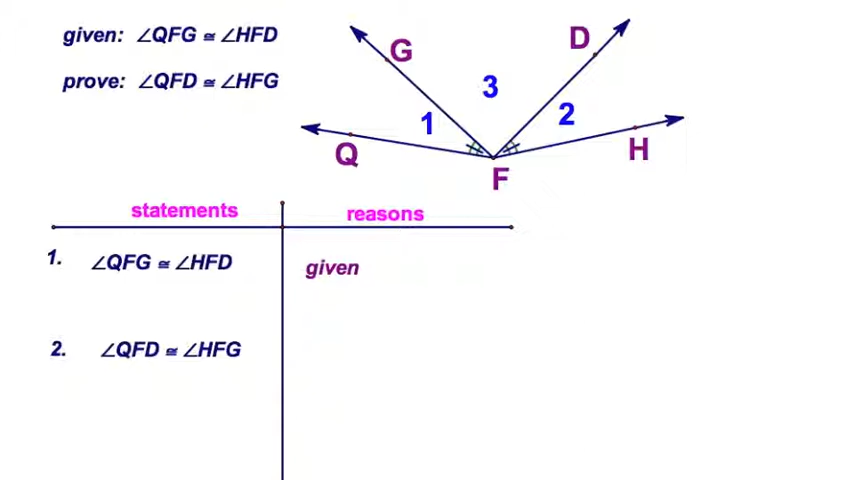 given: ∠QFG ≅ ∠HFD
prove: ∠QFD ≅ ∠HFG
G
D
3
1
2
Q
H
F
statements
reasons
1. ∠QFG ≅ ∠HFD
given
2. ∠QFD ≅ ∠HFG